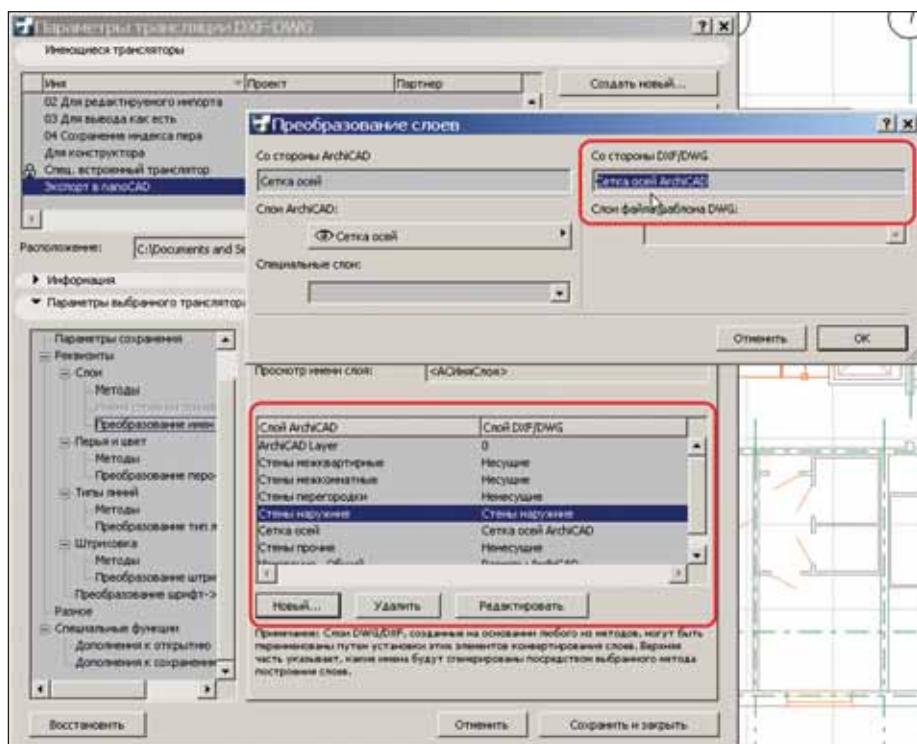 Параметры трансляции DXF-DWG
Имеющиеся трансляторы
Имя Проект Партнер
Создать новый...
02 Для редактируемого импорта
03 Для вывода как есть
04 Сохранение индекса пера
Для конструктора
Спец. встроенный транслятор
Экспорт в nanoCAD
Расположение: C:\Documents and Se
Информация
Параметры выбранного транслятор
Преобразование слоев
Со стороны ArchiCAD
Сетка осей
Слои ArchiCAD:
Сетка осей
Специальные слои:
Со стороны DXF/DWG
Сетка осей ArchiCAD
Слои файла шаблона DWG:
Отменить OK
Параметры сохранения
Реквизиты
Слои
Методы
Преобразование имен
Перья и цвет
Методы
Преобразование перо-
Типы линий
Методы
Преобразование тип л
Штриховка
Методы
Преобразование штри
Преобразование шрифт->
Разное
Специальные функции
Дополнения к открытию
Дополнения к сохранени
Просмотр имени слоя: <АСИмяСлоя>
Слой ArchiCAD Слой DXF/DWG
ArchiCAD Layer 0
Стены межквартирные Несущие
Стены межкомнатные Несущие
Стены перегородки Ненесущие
Стены наружние Стены наружние
Сетка осей Сетка осей ArchiCAD
Стены прочие Ненесущие
Новый... Удалить Редактировать
Примечание: Слои DWG/DXF, созданные на основании любого из методов, могут быть
переименованы путем установки этих элементов конвертирования слоев. Верхняя
часть указывает, какие имена будут сгенерированы посредством выбранного метода
построения слоев.
Восстановить Отменить Сохранить и закрыть